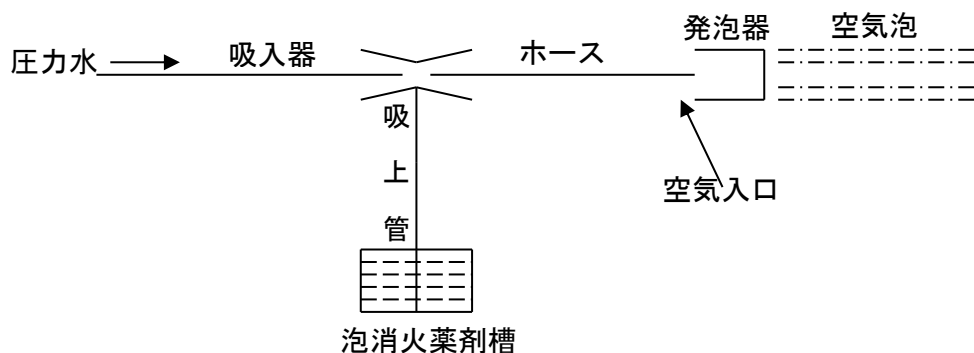 圧力水
吸入器
ホース
発泡器
空気泡
吸上管
空気入口
泡消火薬剤槽